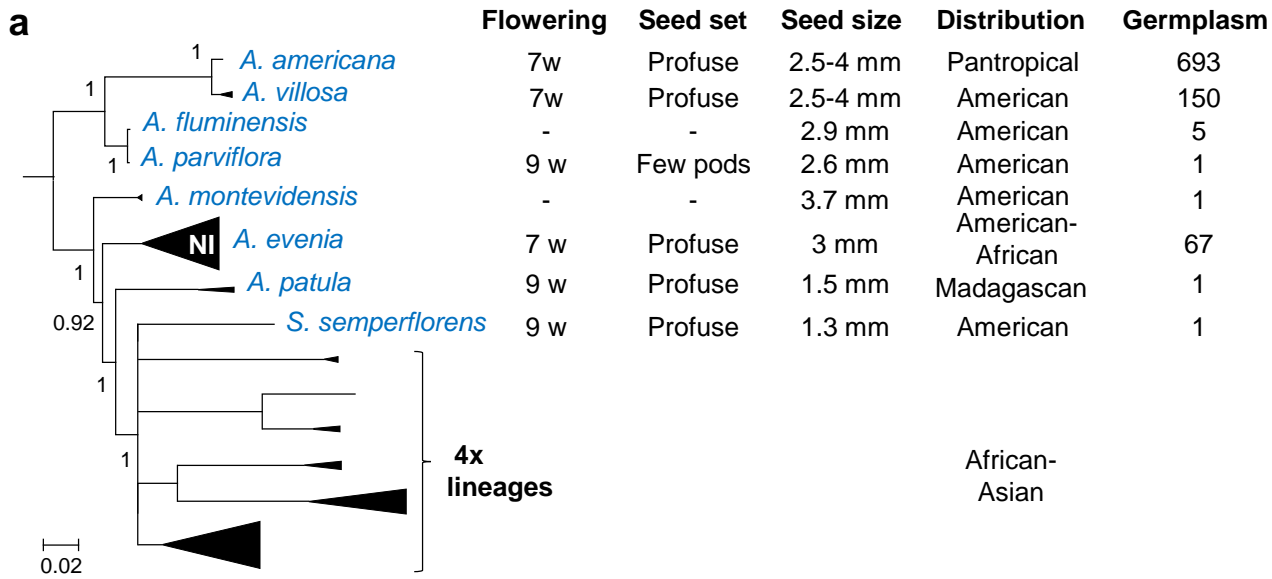 a
Flowering Seed set Seed size Distribution Germplasm
1 A. americana 7w Profuse 2.5-4 mm Pantropical 693
1 A. villosa 7w Profuse 2.5-4 mm American 150
A. fluminensis - - 2.9 mm American 5
1 A. parviflora 9 w Few pods 2.6 mm American 1
A. montevidensis - - 3.7 mm American 1
1 NI A. evenia 7 w Profuse 3 mm American-African 67
A. patula 9 w Profuse 1.5 mm Madagascan 1
0.92 S. semperflorens 9 w Profuse 1.3 mm American 1
1
1
4x
lineages
African-
Asian
0.02